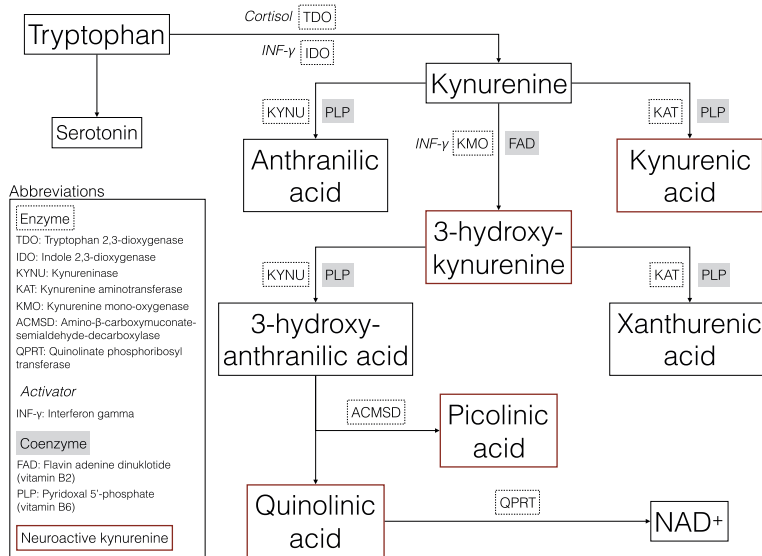 Cortisol TDO
Tryptophan
INF-γ IDO
Kynurenine
Serotonin
KYNU PLP
INF-γ KMO FAD
KAT PLP
Anthranilic
acid
Kynurenic
acid
3-hydroxy-
kynurenine
KYNU PLP
KAT PLP
3-hydroxy-
anthranilic acid
Xanthurenic
acid
ACMSD
Picolinic
acid
Quinolinic
acid
QPRT
NAD+
Abbreviations
Enzyme
TDO: Tryptophan 2,3-dioxygenase
IDO: Indole 2,3-dioxygenase
KYNU: Kynureninase
KAT: Kynurenine aminotransferase
KMO: Kynurenine mono-oxygenase
ACMSD: Amino-β-carboxymuconate-
semialdehyde-decarboxylase
QPRT: Quinolinate phosphoribosyl
transferase
Activator
INF-γ: Interferon gamma
Coenzyme
FAD: Flavin adenine dinuklotide
(vitamin B2)
PLP: Pyridoxal 5'-phosphate
(vitamin B6)
Neuroactive kynurenine